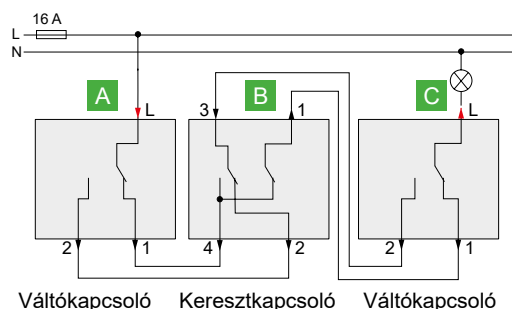 16 A
L
N
A
B
C
L
3
1
L
2
1
4
2
2
1
Váltókapcsoló
Keresztkapcsoló
Váltókapcsoló